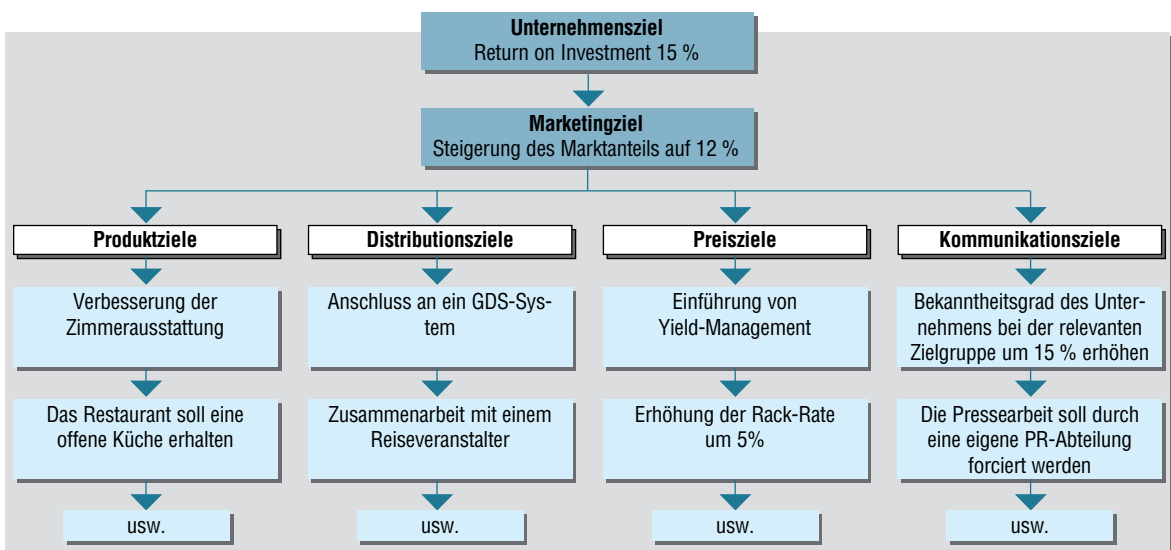 Unternehmensziel
Return on Investment 15 %
Marketingziel
Steigerung des Marktanteils auf 12 %
Produktziele
Verbesserung der
Zimmerausstattung
Das Restaurant soll eine
offene Küche erhalten
usw.
Distributionsziele
Anschluss an ein GDS-Sys-
tem
Zusammenarbeit mit einem
Reiseveranstalter
usw.
Preisziele
Einführung von
Yield-Management
Erhöhung der Rack-Rate
um 5%
usw.
Kommunikationsziele
Bekanntheitsgrad des Unter-
nehmens bei der relevanten
Zielgruppe um 15 % erhöhen
Die Pressearbeit soll durch
eine eigene PR-Abteilung
forciert werden
usw.